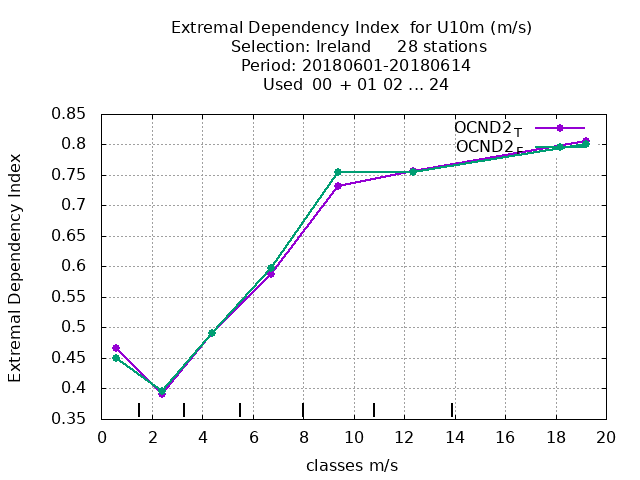 Extremal Dependency Index for U10m (m/s)
Selection: Ireland 28 stations
Period: 20180601-20180614
Used 00 + 01 02 ... 24
OCND2_T
OCND2_F
Extremal Dependency Index
0.85
0.8
0.75
0.7
0.65
0.6
0.55
0.5
0.45
0.4
0.35
0 2 4 6 8 10 12 14 16 18 20
classes m/s